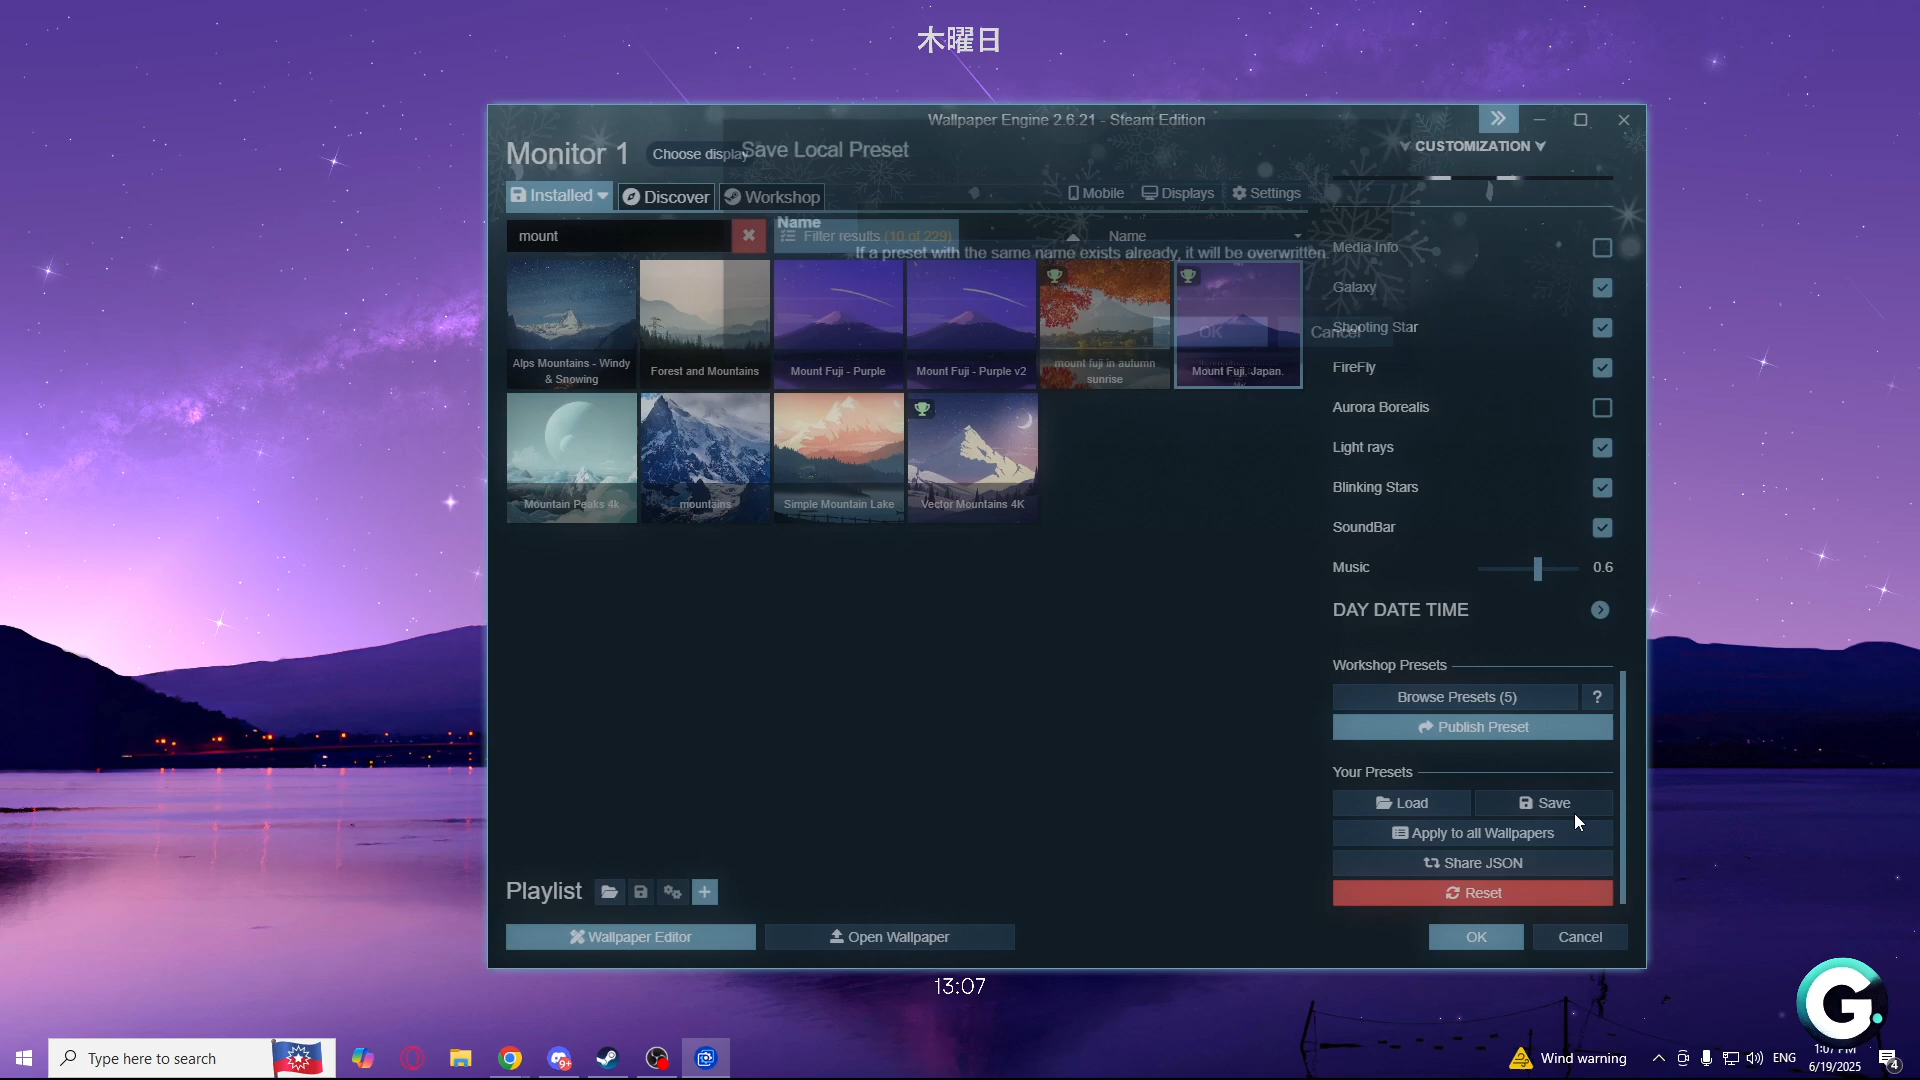 木曜日
Wallpaper Engine 2.6.21 - Steam Edition
Monitor 1
Choose display
Save Local Preset
CUSTOMIZATION
Installed
Discover
Workshop
Mobile
Displays
Settings
mount
Name
Filter results (10 of 229)
Name
If a preset with the same name exists already, it will be overwritten.
OK
Cancel
Alps Mountains - Windy
& Snowing
Forest and Mountains
Mount Fuji - Purple
Mount Fuji - Purple v2
mount fuji in autumn
sunrise
Mount Fuji, Japan.
Mountain Peaks 4k
mountains
Simple Mountain Lake
Vector Mountains 4K
Media Info
Galaxy
Shooting Star
FireFly
Aurora Borealis
Light rays
Blinking Stars
SoundBar
Music
0.6
DAY DATE TIME
Workshop Presets
Browse Presets (5)
?
Publish Preset
Your Presets
Load
Save
Apply to all Wallpapers
Share JSON
Reset
Playlist
Wallpaper Editor
Open Wallpaper
OK
Cancel
13:07
G.
Type here to search
9+
Wind warning
ENG
1:07 PM
6/19/2025
4